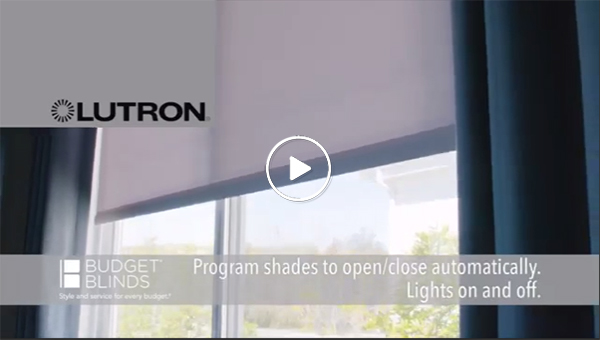 LUTRON®
BUDGET®
BLINDS
Style and service for every budget.®
Program shades to open/close automatically.
Lights on and off.